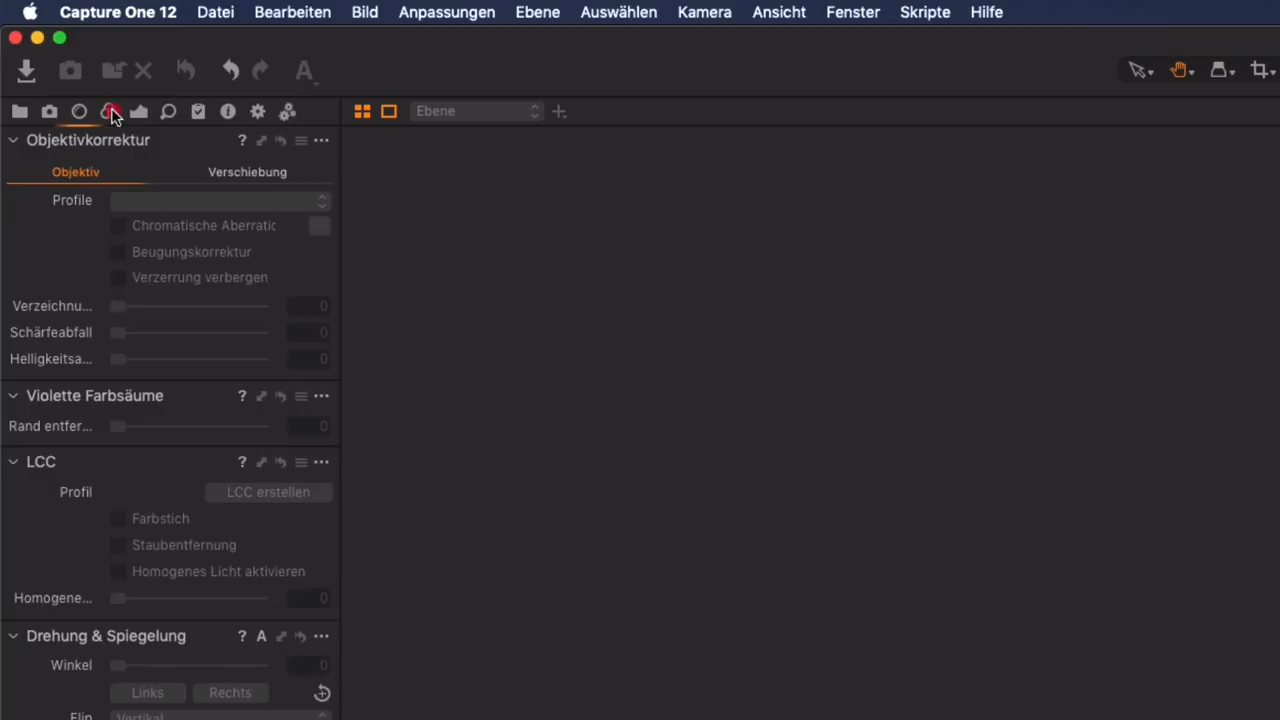 Capture One 12 Datei Bearbeiten Bild Anpassungen Ebene Auswählen Kamera Ansicht Fenster Skripte Hilfe
A
Ebene
Objektivkorrektur ?
Objektiv Verschiebung
Profile
Chromatische Aberratic
Beugungskorrektur
Verzerrung verbergen
Verzeichnu... 0
Schärfeabfall 0
Helligkeitsa... 0
Violette Farbsäume ?
Rand entfer... 0
LCC ?
Profil LCC erstellen
Farbstich
Staubentfernung
Homogenes Licht aktivieren
Homogene...
Drehung & Spiegelung ? A
Winkel 0
Links Rechts
Flip Vertikal